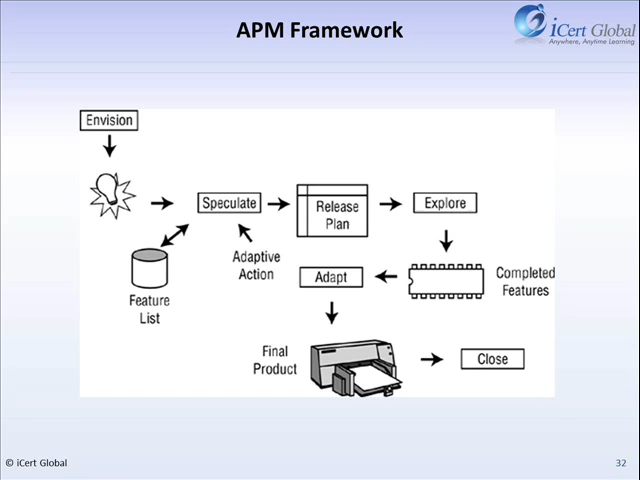 APM Framework
iCert Global
Anywhere, Anytime Learning
Envision
Speculate
Release
Plan
Explore
Adaptive
Action
Feature
List
Adapt
Completed
Features
Final
Product
Close
© iCert Global
32